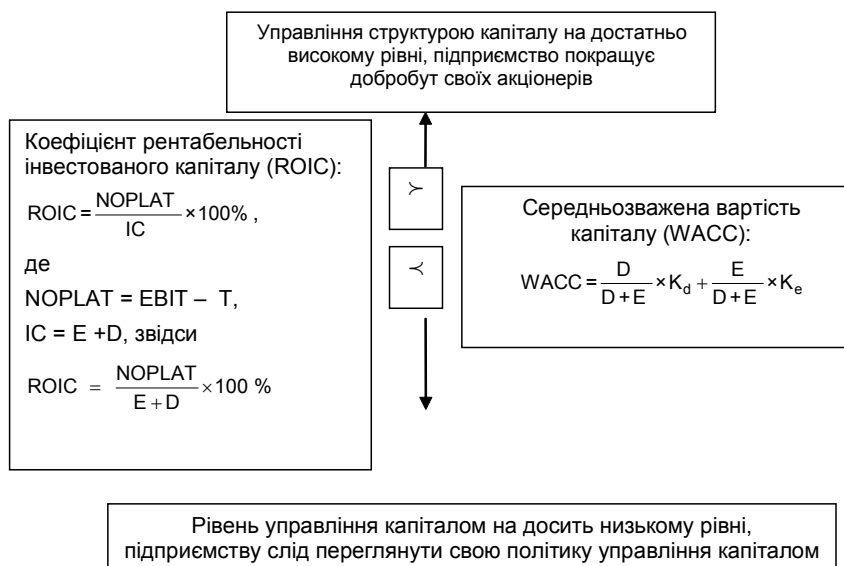 Управління структурою капіталу на достатньо
високому рівні, підприємство покращує
добробут своїх акціонерів
Коефіцієнт рентабельності
інвестованого капіталу (ROIC):
ROIC = NOPLAT / IC ×100% ,
де
NOPLAT = EBIT – T,
IC = E +D, звідси
ROIC = NOPLAT / E + D ×100 %
≻
≺
Середньозважена вартість
капіталу (WACC):
WACC = D / D + E × K_d + E / D + E × K_e
Рівень управління капіталом на досить низькому рівні,
підприємству слід переглянути свою політику управління капіталом